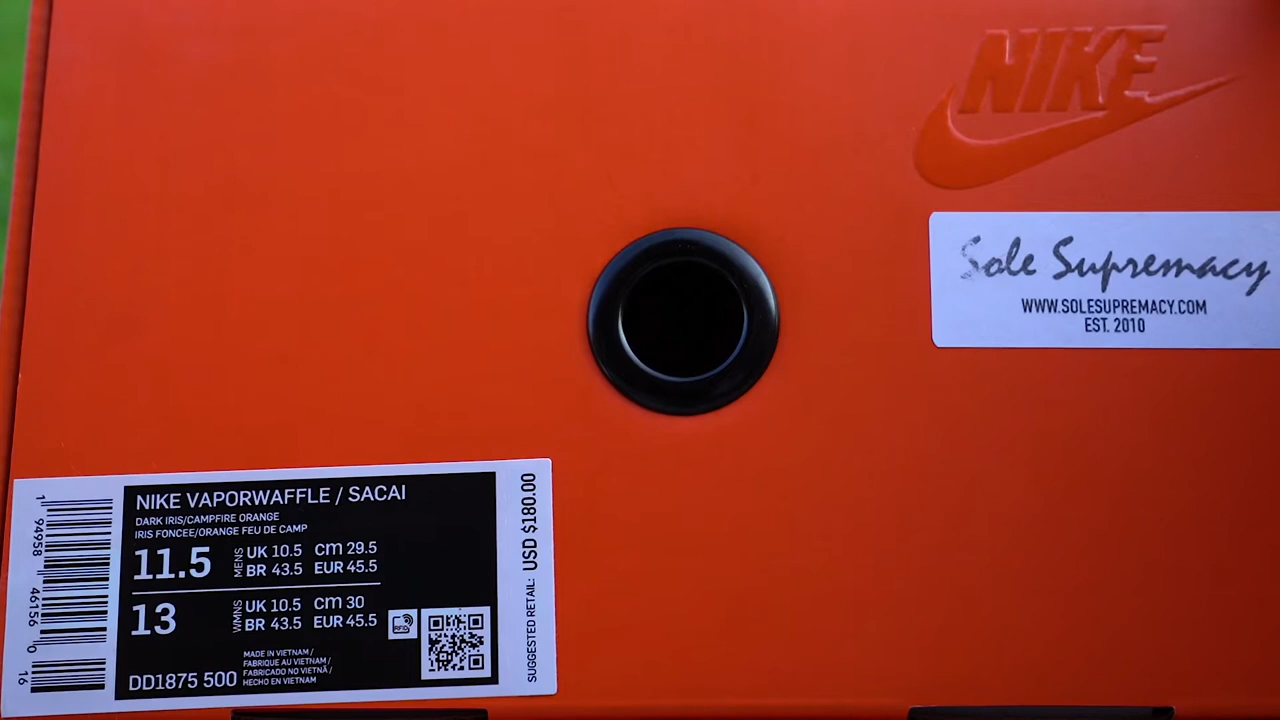 NIKE
Sole Supremacy
WWW.SOLESUPREMACY.COM
EST. 2010
NIKE VAPORWAFFLE / SACAI
DARK IRIS/CAMPFIRE ORANGE
IRIS FONCEE/ORANGE FEU DE CAMP
11.5 MENS UK 10.5 CM 29.5
BR 43.5 EUR 45.5
13 WMNS UK 10.5 CM 30
BR 43.5 EUR 45.5
RFID
MADE IN VIETNAM /
FABRIQUE AU VIETNAM /
FABRICADO NO VIETNÃ /
HECHO EN VIETNAM
DD1875 500
1 94958 46156 0 16
SUGGESTED RETAIL: USD $180.00